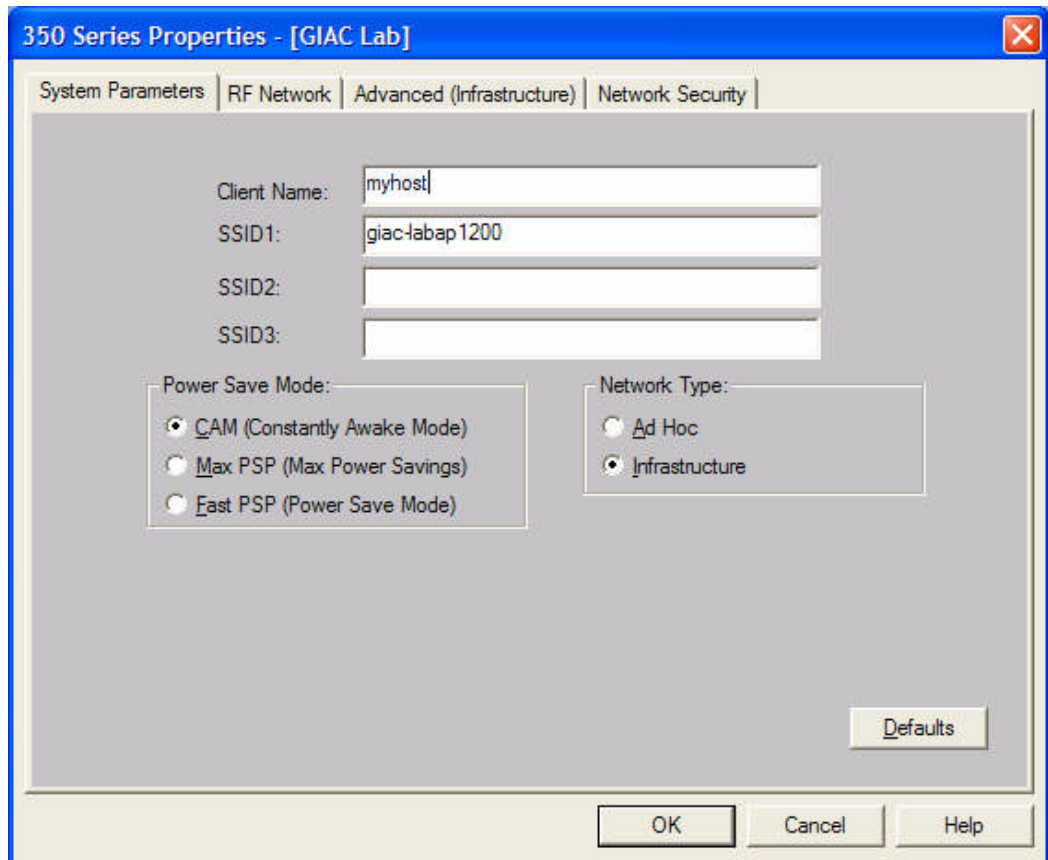 350 Series Properties - [GIAC Lab]
System Parameters RF Network Advanced (Infrastructure) Network Security
Client Name: myhost
SSID1: giac-labap1200
SSID2:
SSID3:
Power Save Mode:
CAM (Constantly Awake Mode)
Max PSP (Max Power Savings)
Fast PSP (Power Save Mode)
Network Type:
Ad Hoc
Infrastructure
Defaults
OK Cancel Help